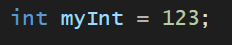 int myInt = 123;